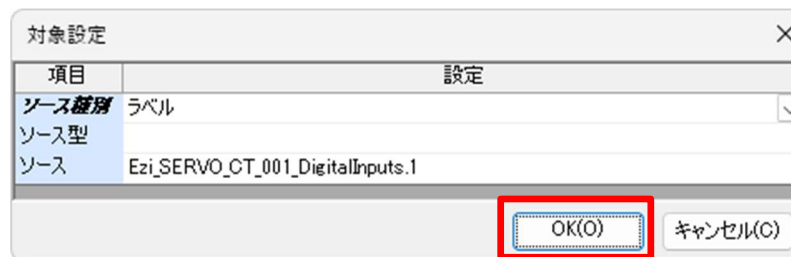 対象設定
項目 設定
ソース種別 ラベル
ソース型
ソース Ezi_SERVO_CT_001_DigitalInputs.1
OK(O) キャンセル(C)